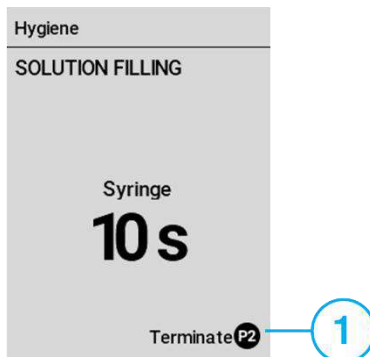 Hygiene
SOLUTION FILLING
Syringe
10 s
Terminate P2
1